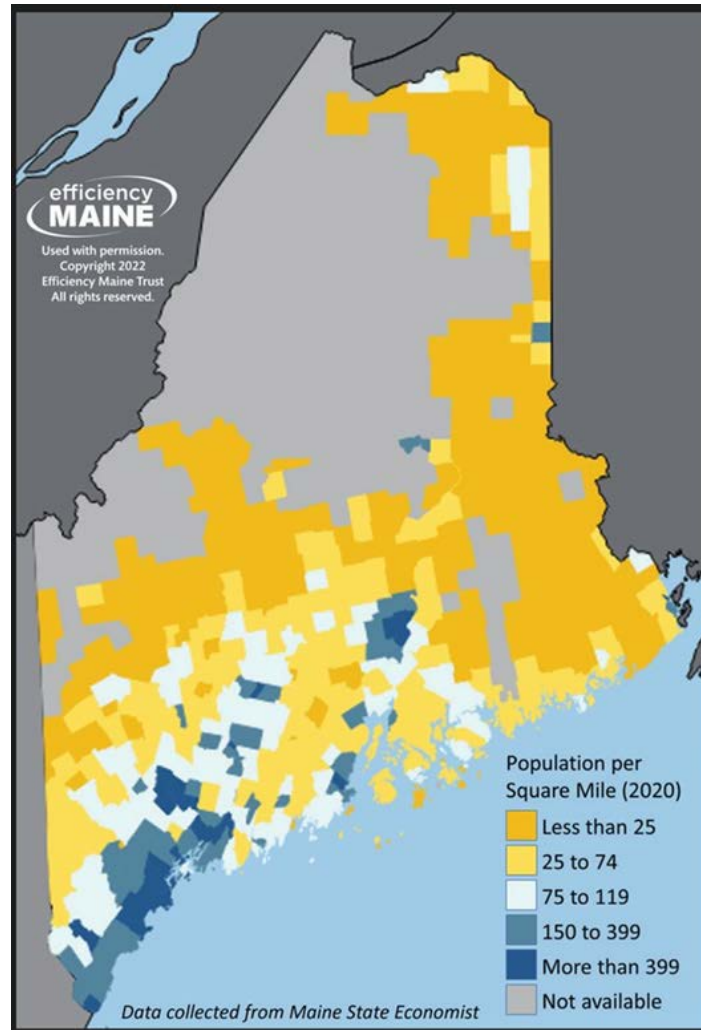 efficiency
MAINE
Used with permission.
Copyright 2022
Efficiency Maine Trust
All rights reserved.
Population per
Square Mile (2020)
Less than 25
25 to 74
75 to 119
150 to 399
More than 399
Not available
Data collected from Maine State Economist